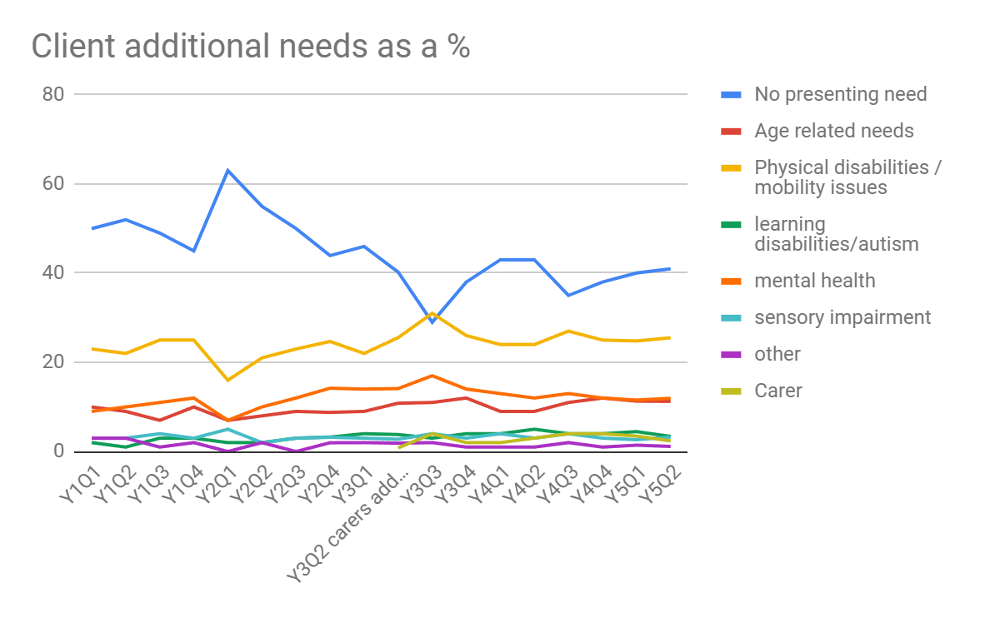 Client additional needs as a %
80
60
40
20
0
No presenting need
Age related needs
Physical disabilities /
mobility issues
learning
disabilities/autism
mental health
sensory impairment
other
Carer
Y1Q1
Y1Q2
Y1Q3
Y1Q4
Y2Q1
Y2Q2
Y2Q3
Y2Q4
Y3Q1
Y3Q2 carers add...
Y3Q3
Y3Q4
Y4Q1
Y4Q2
Y4Q3
Y4Q4
Y5Q1
Y5Q2